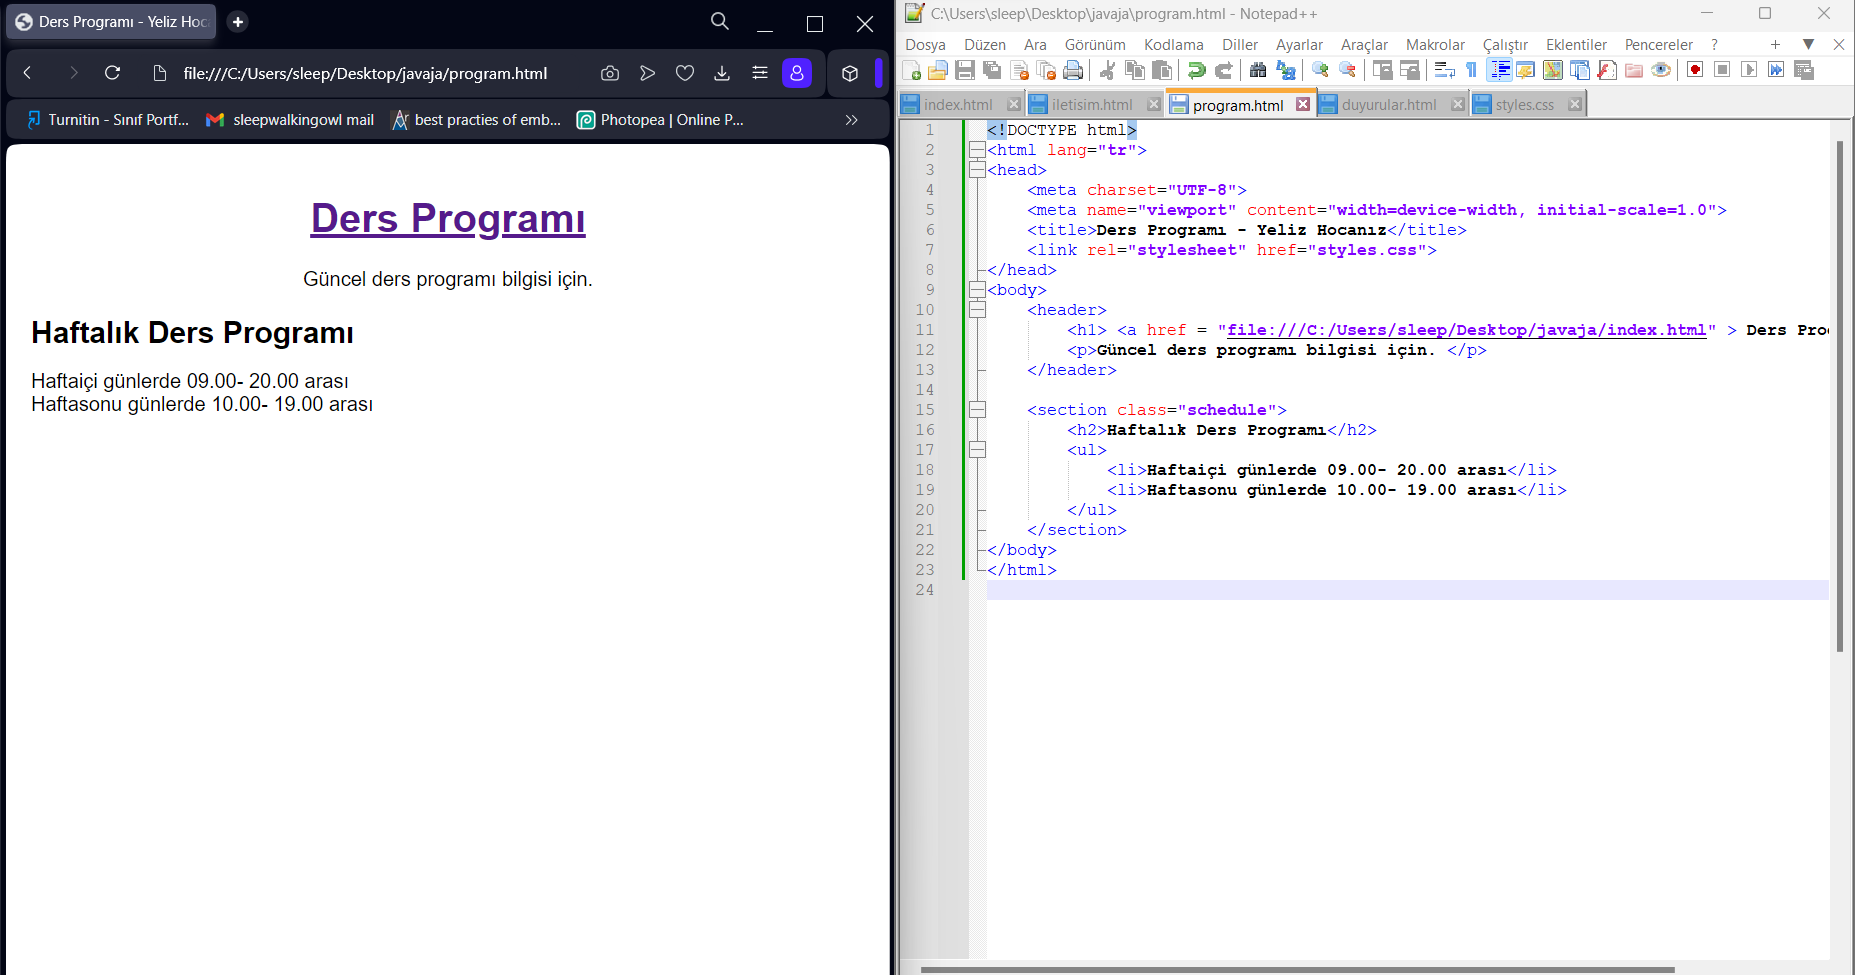 Ders Programı - Yeliz Hoc
file:///C:/Users/sleep/Desktop/javaja/program.html
Turnitin - Sınıf Portf...
sleepwalkingowl mail
best practies of emb...
Photopea | Online P...
Ders Programı
Güncel ders programı bilgisi için.
Haftalık Ders Programı
Haftaiçi günlerde 09.00- 20.00 arası
Haftasonu günlerde 10.00- 19.00 arası
C:\Users\sleep\Desktop\javaja\program.html - Notepad++
Dosya Düzen Ara Görünüm Kodlama Diller Ayarlar Araçlar Makrolar Çalıştır Eklentiler Pencereler ?
index.html iletisim.html program.html duyurular.html styles.css
1 <!DOCTYPE html>
2 <html lang="tr">
3 <head>
4 <meta charset="UTF-8">
5 <meta name="viewport" content="width=device-width, initial-scale=1.0">
6 <title>Ders Programı - Yeliz Hocanız</title>
7 <link rel="stylesheet" href="styles.css">
8 </head>
9 <body>
10 <header>
11 <h1> <a href = "file:///C:/Users/sleep/Desktop/javaja/index.html" > Ders Pro
12 <p>Güncel ders programı bilgisi için. </p>
13 </header>
14
15 <section class="schedule">
16 <h2>Haftalık Ders Programı</h2>
17 <ul>
18 <li>Haftaiçi günlerde 09.00- 20.00 arası</li>
19 <li>Haftasonu günlerde 10.00- 19.00 arası</li>
20 </ul>
21 </section>
22 </body>
23 </html>
24